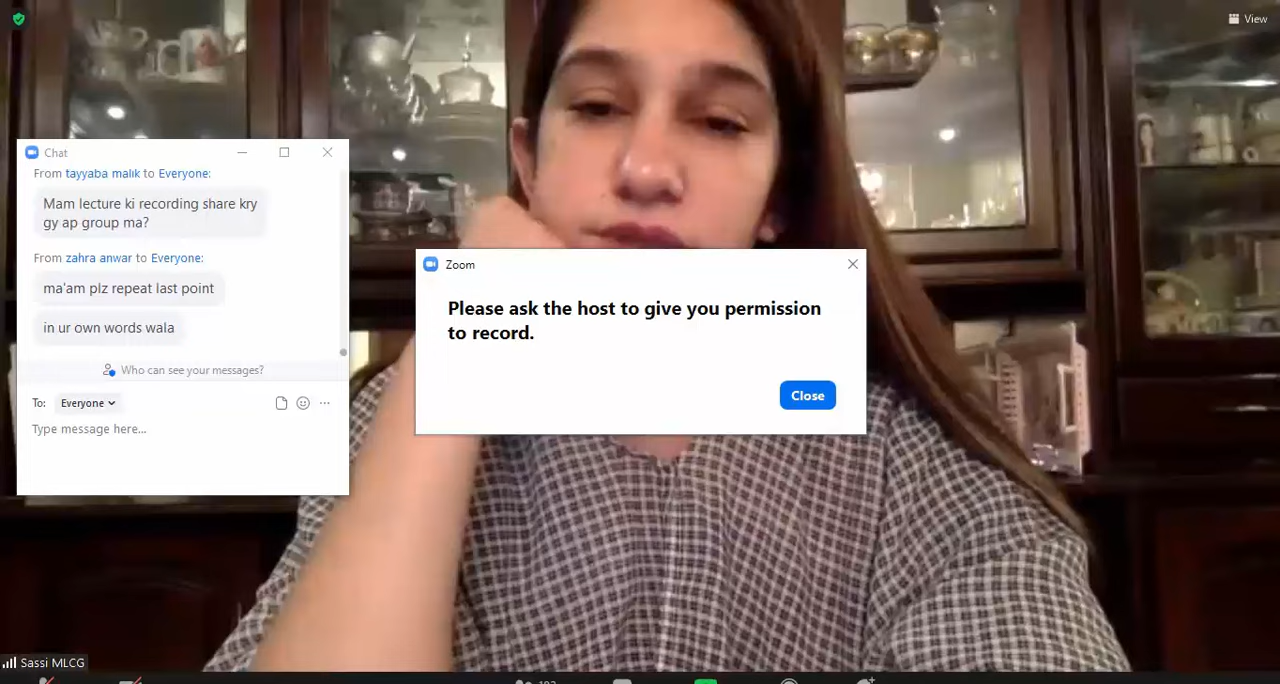 View
Chat
From tayyaba malik to Everyone:
Mam lecture ki recording share kry
gy ap group ma?
From zahra anwar to Everyone:
ma'am plz repeat last point
in ur own words wala
Who can see your messages?
To: Everyone
Type message here...
Zoom
Please ask the host to give you permission
to record.
Close
Sassi MLCG